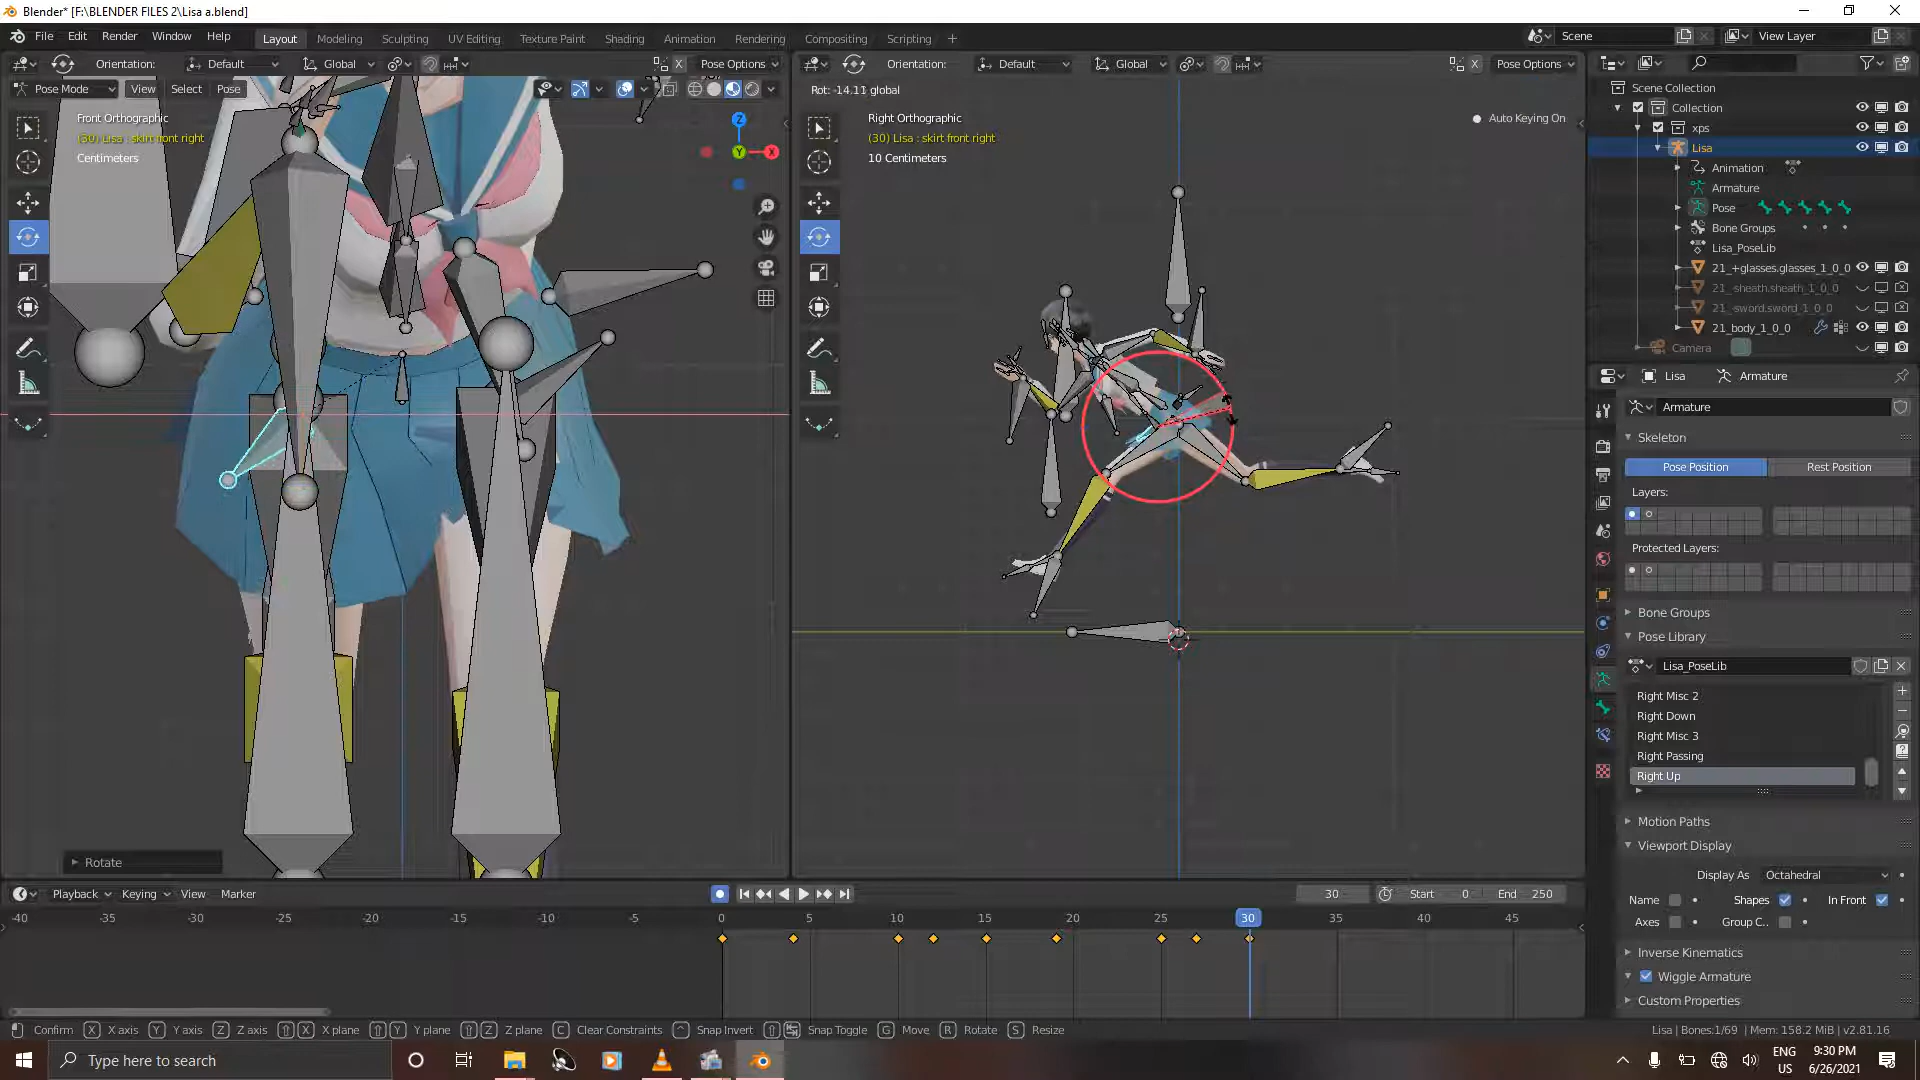 Blender* [F:\BLENDER FILES 2\Lisa a.blend]
File Edit Render Window Help Layout Modeling Sculpting UV Editing Texture Paint Shading Animation Rendering Compositing Scripting + Scene View Layer
Orientation: Default Global X Pose Options
Orientation: Default Global X Pose Options
Pose Mode View Select Pose
Rot: -14.11 global
Front Orthographic
(30) Lisa : skirt front right
Centimeters
Z
Y
X
Right Orthographic
(30) Lisa : skirt front right
10 Centimeters
Auto Keying On
Scene Collection
Collection
xps
Lisa
Animation
Armature
Pose
Bone Groups
Lisa_PoseLib
21_+glasses.glasses_1_0_0
21_-sheath.sheath_1_0_0
21_-sword.sword_1_0_0
21_body_1_0_0
Camera
Lisa Armature
Armature
Skeleton
Pose Position Rest Position
Layers:
Protected Layers:
Bone Groups
Pose Library
Lisa_PoseLib
Right Misc 2
Right Down
Right Misc 3
Right Passing
Right Up
Motion Paths
Viewport Display
Display As Octahedral
Name Shapes In Front
Axes Group C..
Inverse Kinematics
Wiggle Armature
Custom Properties
Rotate
Playback Keying View Marker 30 Start 0 End 250
-40 -35 -30 -25 -20 -15 -10 -5 0 5 10 15 20 25 30 35 40 45
Confirm X X axis Y Y axis Z Z axis X X plane Y Y plane Z Z plane C Clear Constraints Snap Invert Snap Toggle G Move R Rotate S Resize
Lisa | Bones:1/69 | Mem: 158.2 MiB | v2.81.16
Type here to search
ENG
US
9:30 PM
6/26/2021